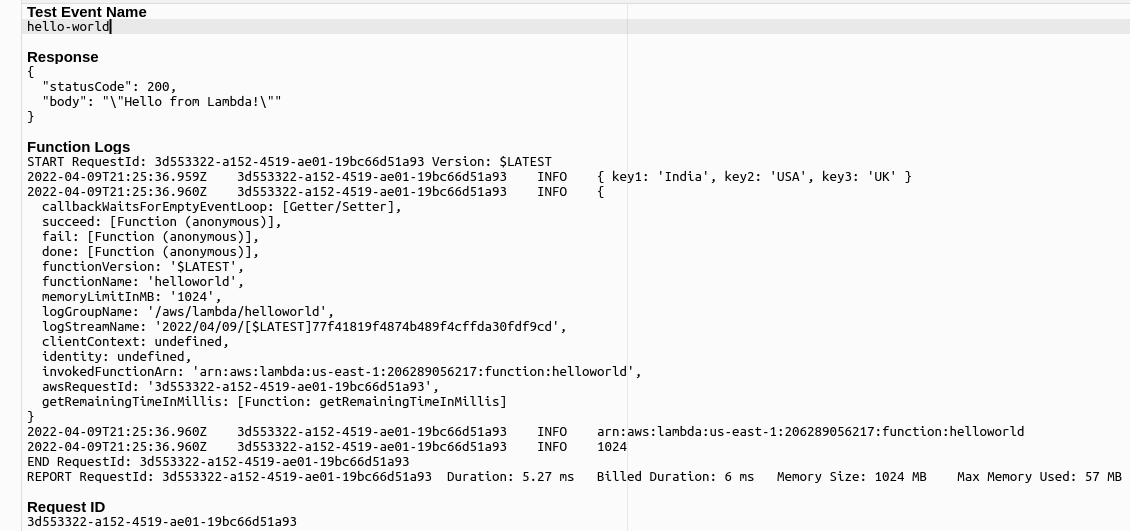 Test Event Name
hello-world

Response
{
  "statusCode": 200,
  "body": "\"Hello from Lambda!\""
}

Function Logs
START RequestId: 3d553322-a152-4519-ae01-19bc66d51a93 Version: $LATEST
2022-04-09T21:25:36.959Z    3d553322-a152-4519-ae01-19bc66d51a93    INFO    { key1: 'India', key2: 'USA', key3: 'UK' }
2022-04-09T21:25:36.960Z    3d553322-a152-4519-ae01-19bc66d51a93    INFO    {
  callbackWaitsForEmptyEventLoop: [Getter/Setter],
  succeed: [Function (anonymous)],
  fail: [Function (anonymous)],
  done: [Function (anonymous)],
  functionVersion: '$LATEST',
  functionName: 'helloworld',
  memoryLimitInMB: '1024',
  logGroupName: '/aws/lambda/helloworld',
  logStreamName: '2022/04/09/[$LATEST]77f41819f4874b489f4cffda30fdf9cd',
  clientContext: undefined,
  identity: undefined,
  invokedFunctionArn: 'arn:aws:lambda:us-east-1:206289056217:function:helloworld',
  awsRequestId: '3d553322-a152-4519-ae01-19bc66d51a93',
  getRemainingTimeInMillis: [Function: getRemainingTimeInMillis]
}
2022-04-09T21:25:36.960Z    3d553322-a152-4519-ae01-19bc66d51a93    INFO    arn:aws:lambda:us-east-1:206289056217:function:helloworld
2022-04-09T21:25:36.960Z    3d553322-a152-4519-ae01-19bc66d51a93    INFO    1024
END RequestId: 3d553322-a152-4519-ae01-19bc66d51a93
REPORT RequestId: 3d553322-a152-4519-ae01-19bc66d51a93  Duration: 5.27 ms   Billed Duration: 6 ms   Memory Size: 1024 MB    Max Memory Used: 57 MB

Request ID
3d553322-a152-4519-ae01-19bc66d51a93